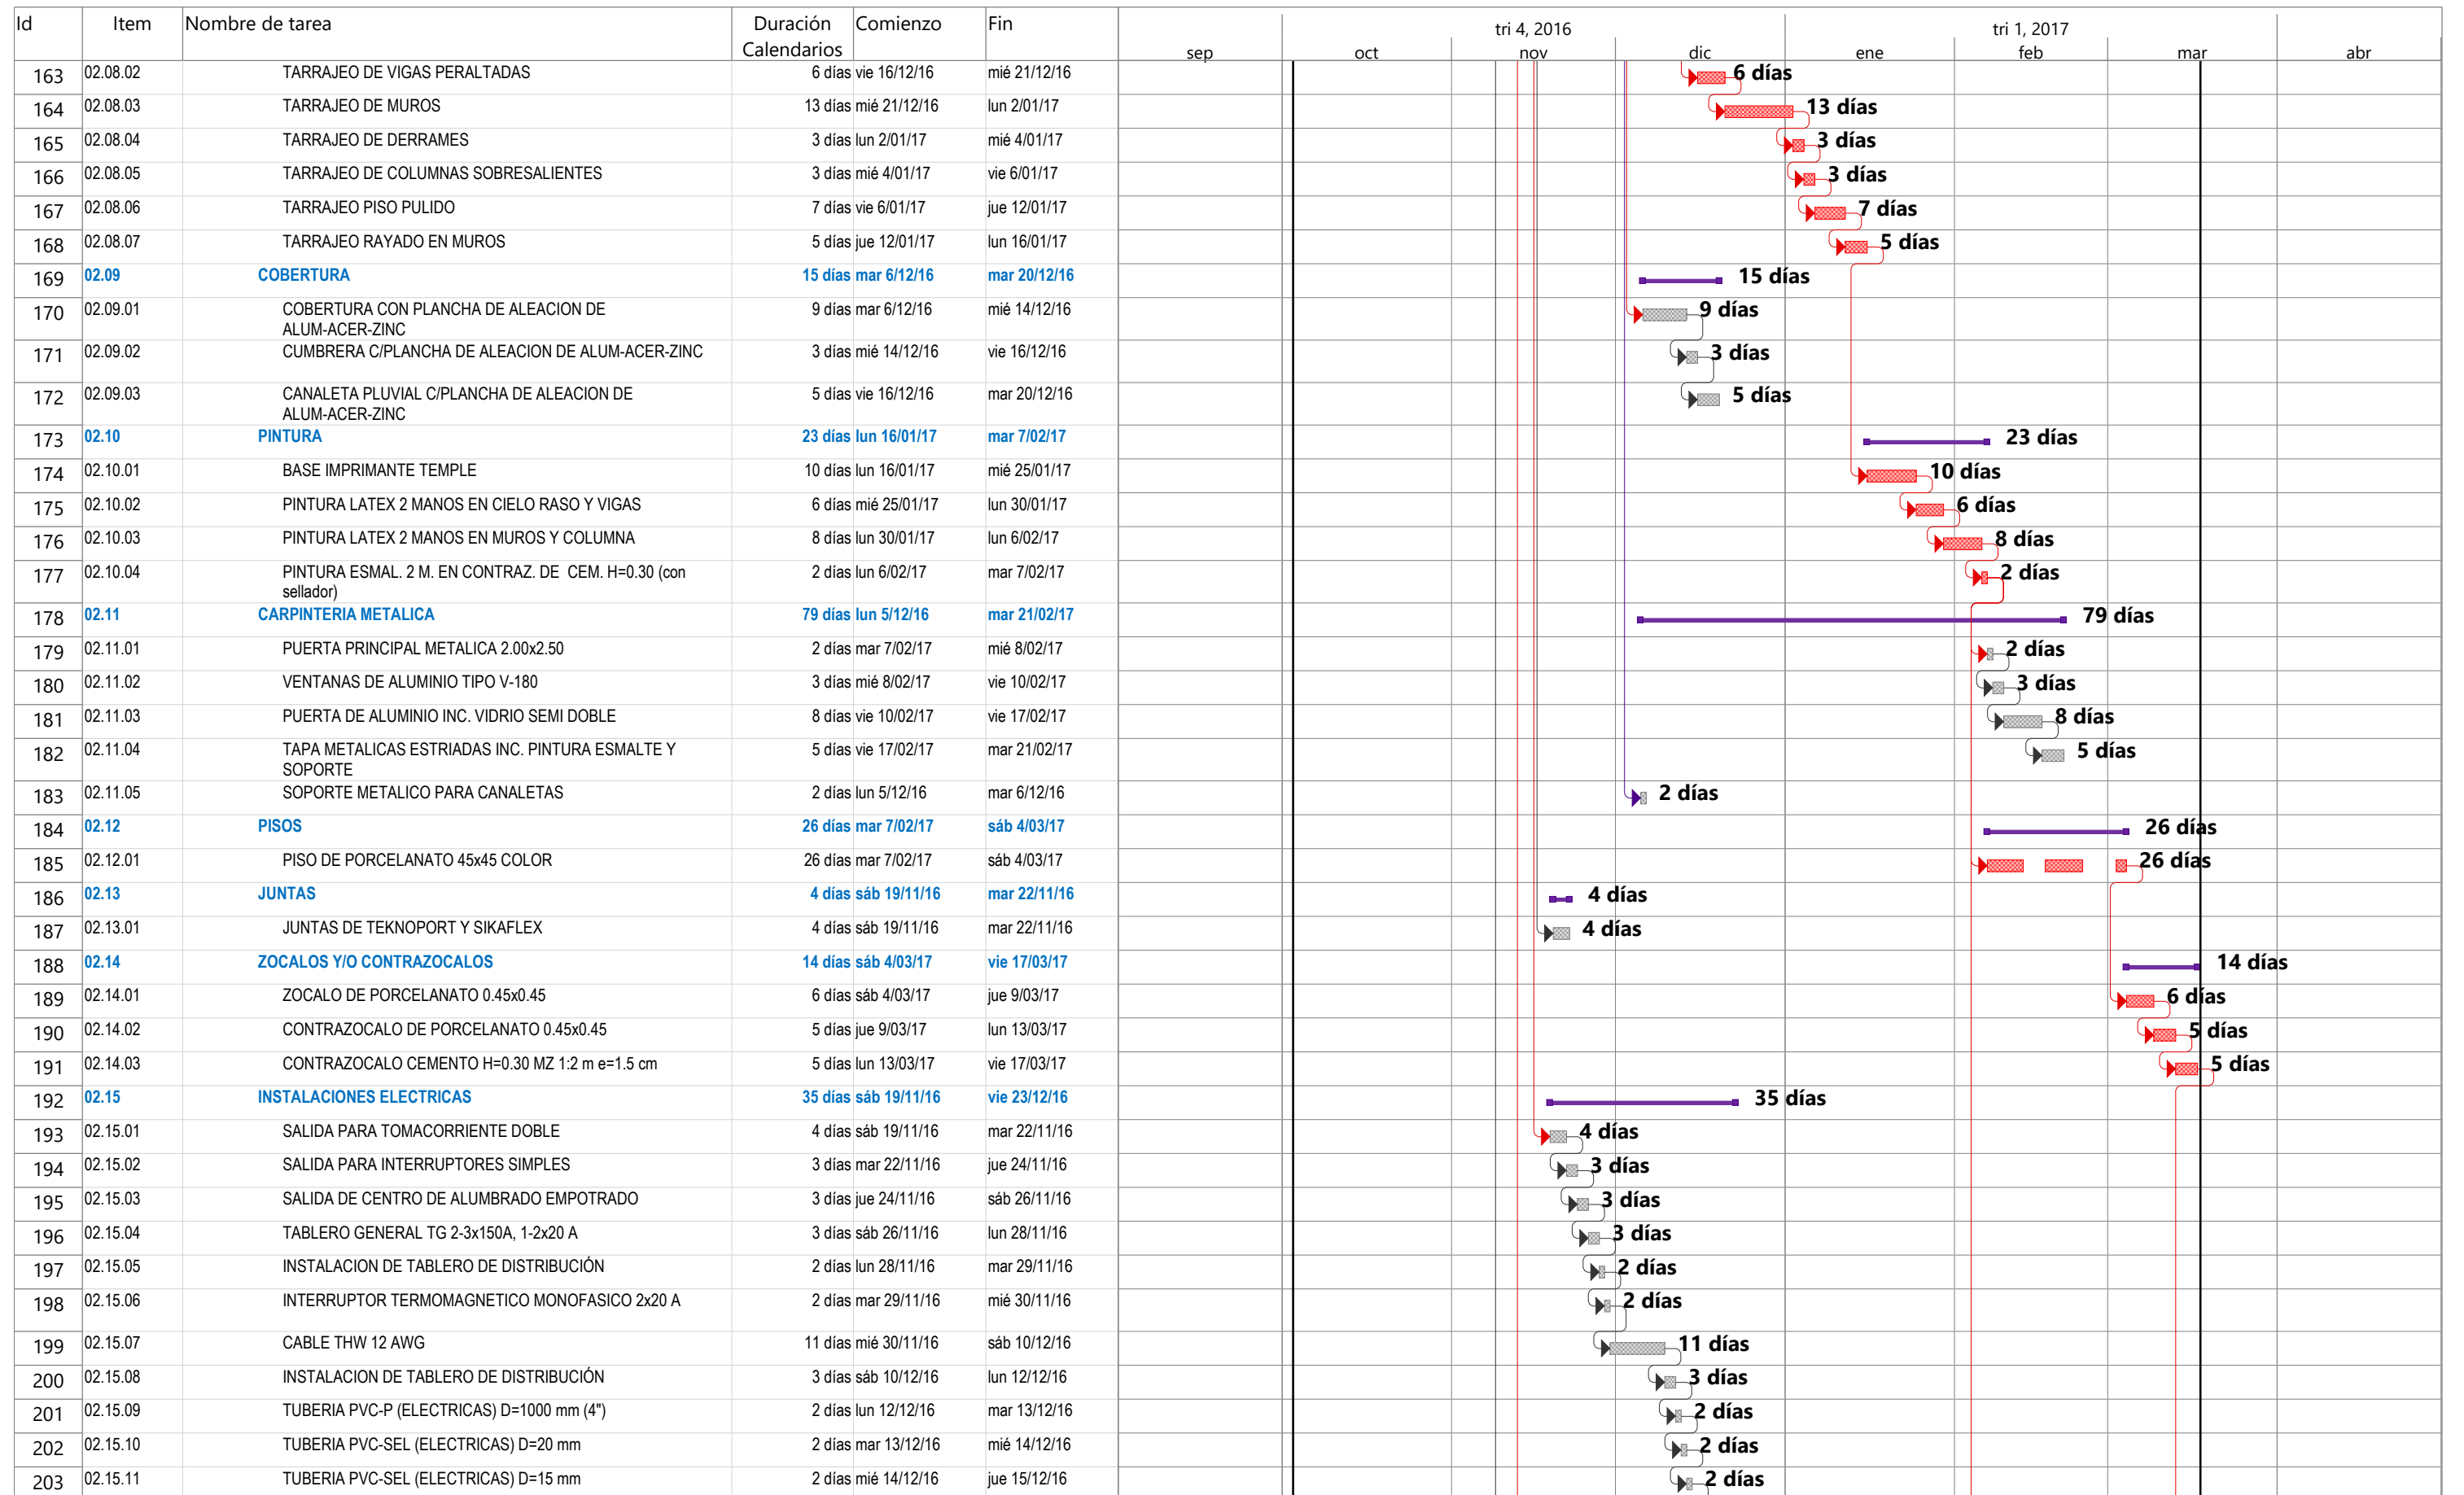 Id Item Nombre de tarea Duración Comienzo Fin tri 4, 2016 tri 1, 2017
Calendarios sep oct nov dic ene feb mar abr
163 02.08.02 TARRAJEO DE VIGAS PERALTADAS 6 días vie 16/12/16 mié 21/12/16 6 días
164 02.08.03 TARRAJEO DE MUROS 13 días mié 21/12/16 lun 2/01/17 13 días
165 02.08.04 TARRAJEO DE DERRAMES 3 días lun 2/01/17 mié 4/01/17 3 días
166 02.08.05 TARRAJEO DE COLUMNAS SOBRESALIENTES 3 días mié 4/01/17 vie 6/01/17 3 días
167 02.08.06 TARRAJEO PISO PULIDO 7 días vie 6/01/17 jue 12/01/17 7 días
168 02.08.07 TARRAJEO RAYADO EN MUROS 5 días jue 12/01/17 lun 16/01/17 5 días
169 02.09 COBERTURA 15 días mar 6/12/16 mar 20/12/16 15 días
170 02.09.01 COBERTURA CON PLANCHA DE ALEACION DE 9 días mar 6/12/16 mié 14/12/16 9 días
ALUM-ACER-ZINC
171 02.09.02 CUMBRERA C/PLANCHA DE ALEACION DE ALUM-ACER-ZINC 3 días mié 14/12/16 vie 16/12/16 3 días
172 02.09.03 CANALETA PLUVIAL C/PLANCHA DE ALEACION DE 5 días vie 16/12/16 mar 20/12/16 5 días
ALUM-ACER-ZINC
173 02.10 PINTURA 23 días lun 16/01/17 mar 7/02/17 23 días
174 02.10.01 BASE IMPRIMANTE TEMPLE 10 días lun 16/01/17 mié 25/01/17 10 días
175 02.10.02 PINTURA LATEX 2 MANOS EN CIELO RASO Y VIGAS 6 días mié 25/01/17 lun 30/01/17 6 días
176 02.10.03 PINTURA LATEX 2 MANOS EN MUROS Y COLUMNA 8 días lun 30/01/17 lun 6/02/17 8 días
177 02.10.04 PINTURA ESMAL. 2 M. EN CONTRAZ. DE CEM. H=0.30 (con 2 días lun 6/02/17 mar 7/02/17 2 días
sellador)
178 02.11 CARPINTERIA METALICA 79 días lun 5/12/16 mar 21/02/17 79 días
179 02.11.01 PUERTA PRINCIPAL METALICA 2.00x2.50 2 días mar 7/02/17 mié 8/02/17 2 días
180 02.11.02 VENTANAS DE ALUMINIO TIPO V-180 3 días mié 8/02/17 vie 10/02/17 3 días
181 02.11.03 PUERTA DE ALUMINIO INC. VIDRIO SEMI DOBLE 8 días vie 10/02/17 vie 17/02/17 8 días
182 02.11.04 TAPA METALICAS ESTRIADAS INC. PINTURA ESMALTE Y 5 días vie 17/02/17 mar 21/02/17 5 días
SOPORTE
183 02.11.05 SOPORTE METALICO PARA CANALETAS 2 días lun 5/12/16 mar 6/12/16 2 días
184 02.12 PISOS 26 días mar 7/02/17 sáb 4/03/17 26 días
185 02.12.01 PISO DE PORCELANATO 45x45 COLOR 26 días mar 7/02/17 sáb 4/03/17 26 días
186 02.13 JUNTAS 4 días sáb 19/11/16 mar 22/11/16 4 días
187 02.13.01 JUNTAS DE TEKNOPORT Y SIKAFLEX 4 días sáb 19/11/16 mar 22/11/16 4 días
188 02.14 ZOCALOS Y/O CONTRAZOCALOS 14 días sáb 4/03/17 vie 17/03/17 14 días
189 02.14.01 ZOCALO DE PORCELANATO 0.45x0.45 6 días sáb 4/03/17 jue 9/03/17 6 días
190 02.14.02 CONTRAZOCALO DE PORCELANATO 0.45x0.45 5 días jue 9/03/17 lun 13/03/17 5 días
191 02.14.03 CONTRAZOCALO CEMENTO H=0.30 MZ 1:2 m e=1.5 cm 5 días lun 13/03/17 vie 17/03/17 5 días
192 02.15 INSTALACIONES ELECTRICAS 35 días sáb 19/11/16 vie 23/12/16 35 días
193 02.15.01 SALIDA PARA TOMACORRIENTE DOBLE 4 días sáb 19/11/16 mar 22/11/16 4 días
194 02.15.02 SALIDA PARA INTERRUPTORES SIMPLES 3 días mar 22/11/16 jue 24/11/16 3 días
195 02.15.03 SALIDA DE CENTRO DE ALUMBRADO EMPOTRADO 3 días jue 24/11/16 sáb 26/11/16 3 días
196 02.15.04 TABLERO GENERAL TG 2-3x150A, 1-2x20 A 3 días sáb 26/11/16 lun 28/11/16 3 días
197 02.15.05 INSTALACION DE TABLERO DE DISTRIBUCIÓN 2 días lun 28/11/16 mar 29/11/16 2 días
198 02.15.06 INTERRUPTOR TERMOMAGNETICO MONOFASICO 2x20 A 2 días mar 29/11/16 mié 30/11/16 2 días
199 02.15.07 CABLE THW 12 AWG 11 días mié 30/11/16 sáb 10/12/16 11 días
200 02.15.08 INSTALACION DE TABLERO DE DISTRIBUCIÓN 3 días sáb 10/12/16 lun 12/12/16 3 días
201 02.15.09 TUBERIA PVC-P (ELECTRICAS) D=1000 mm (4") 2 días lun 12/12/16 mar 13/12/16 2 días
202 02.15.10 TUBERIA PVC-SEL (ELECTRICAS) D=20 mm 2 días mar 13/12/16 mié 14/12/16 2 días
203 02.15.11 TUBERIA PVC-SEL (ELECTRICAS) D=15 mm 2 días mié 14/12/16 jue 15/12/16 2 días